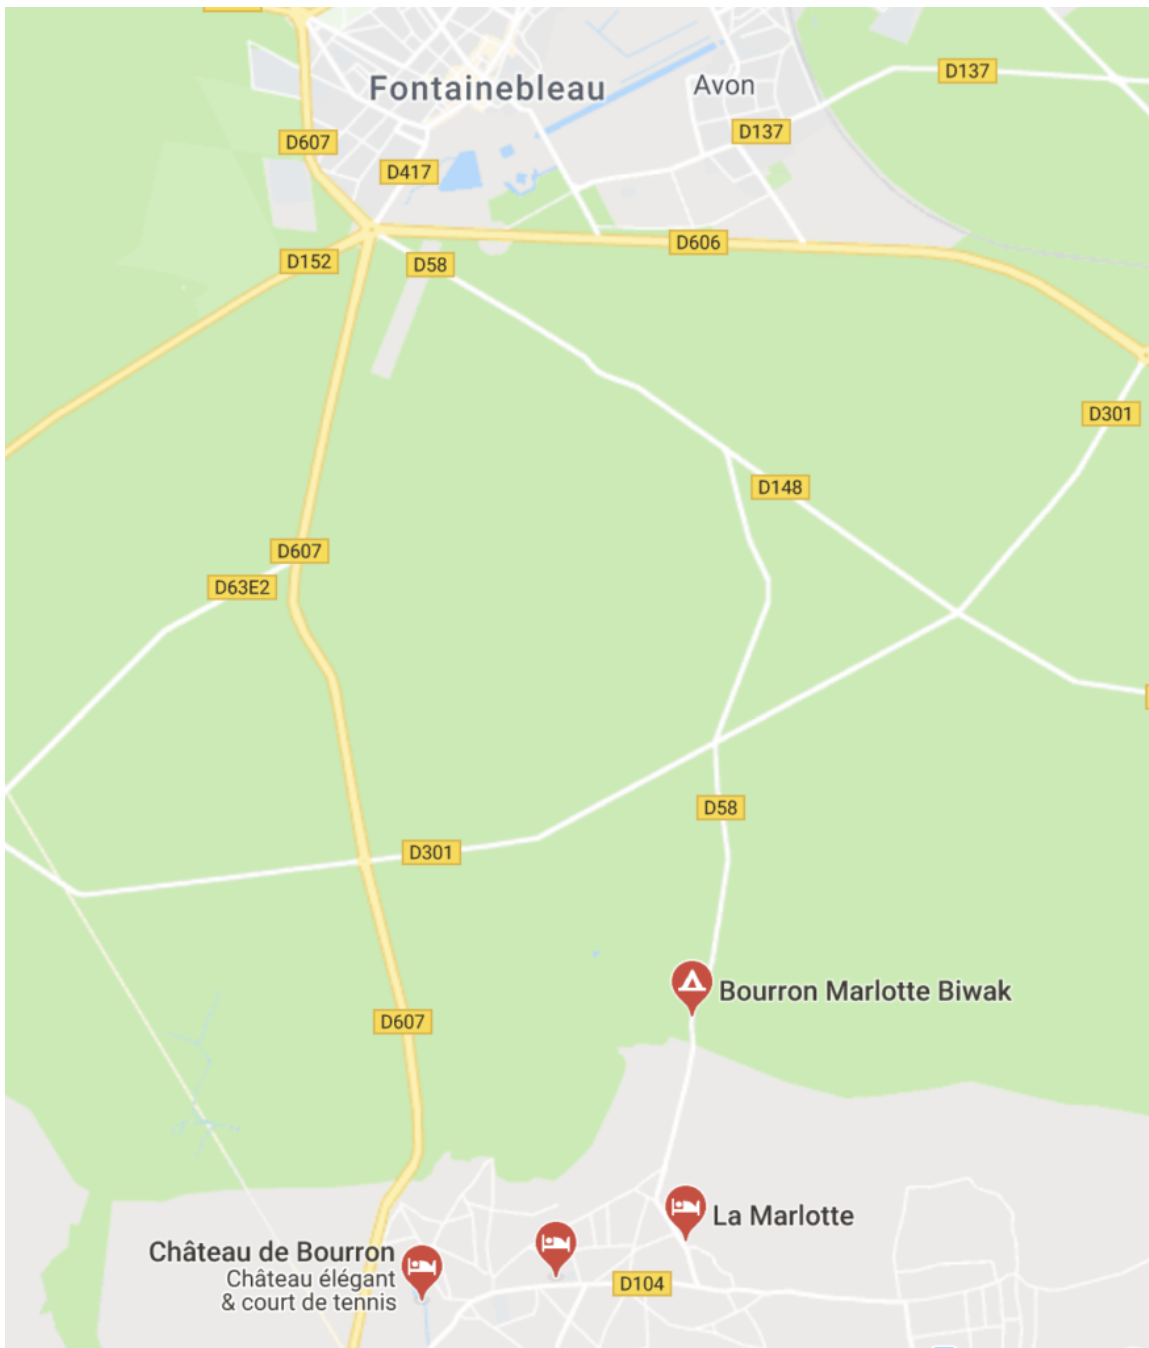 D137
Avon
Fontainebleau
D137
D607
D417
D606
D152
D58
D301
D148
D607
D63E2
D58
D301
Bourron Marlotte Biwak
D607
La Marlotte
Château de Bourron
Château élégant
& court de tennis
D104